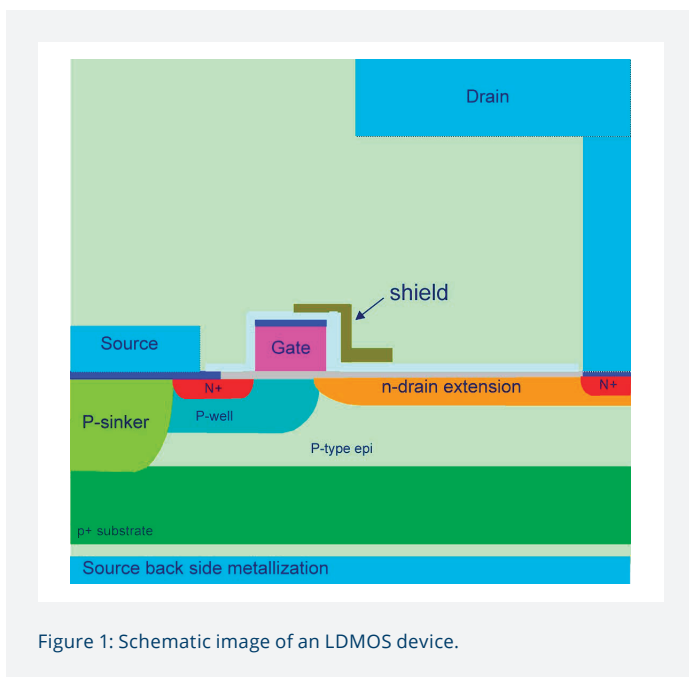 Drain
shield
Source
Gate
N+
n-drain extension
N+
P-sinker
P-well
P-type epi
p+ substrate
Source back side metallization
Figure 1: Schematic image of an LDMOS device.